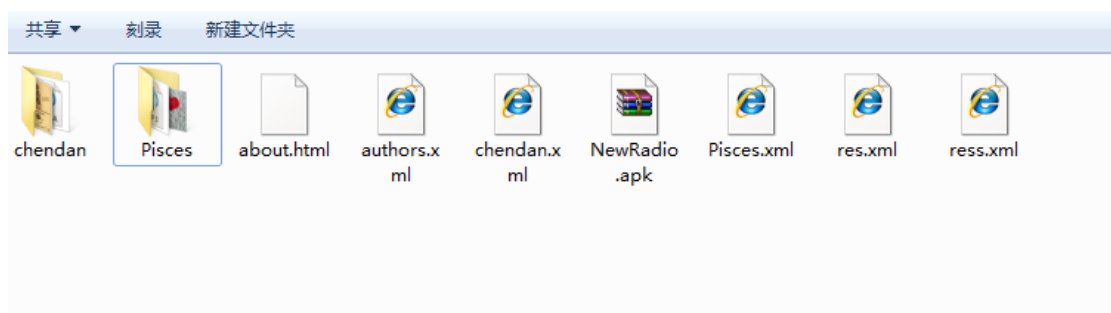 共享 刻录 新建文件夹
chendan Pisces about.html authors.x chendan.x NewRadio Pisces.xml res.xml ress.xml
ml ml .apk